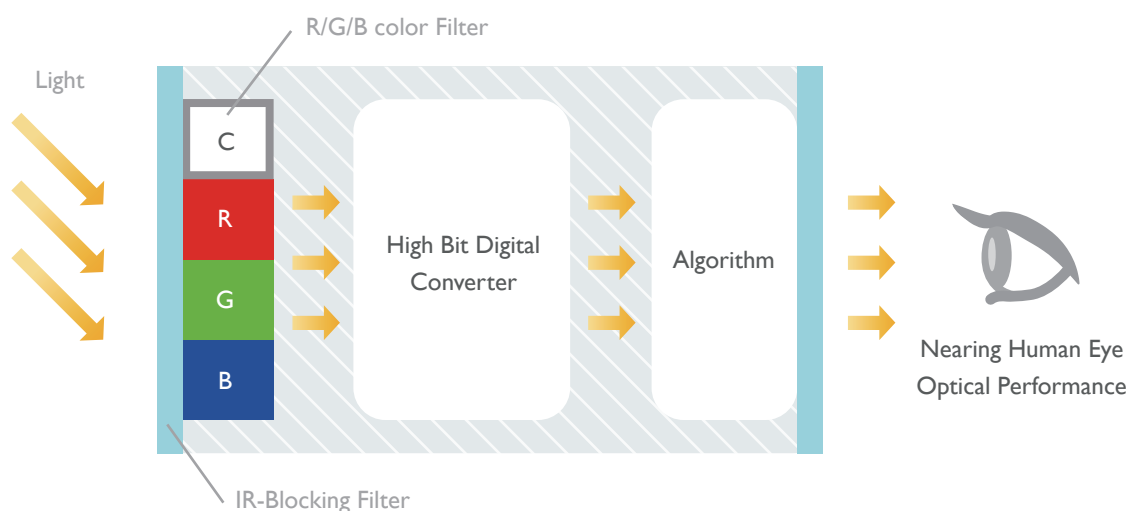 R/G/B color Filter
Light
C
R
G
B
High Bit Digital
Converter
Algorithm
Nearing Human Eye
Optical Performance
IR-Blocking Filter